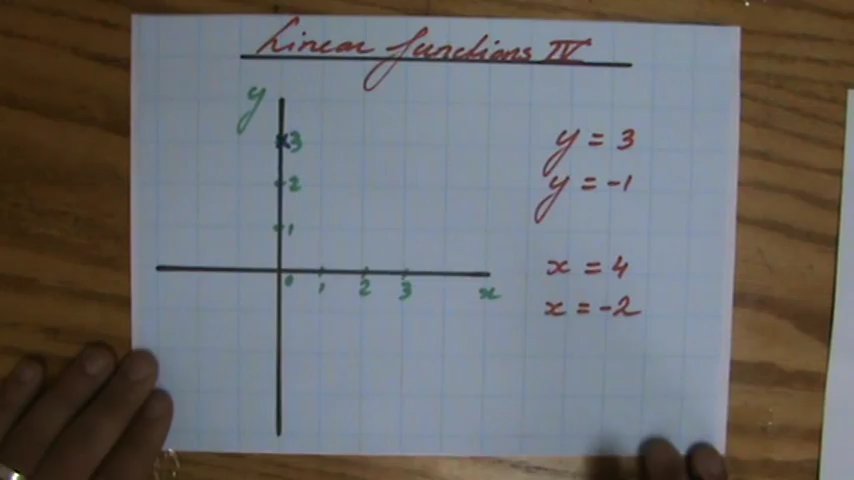 Linear functions IV
y
3
2
1
0 1 2 3 x
y = 3
y = -1
x = 4
x = -2